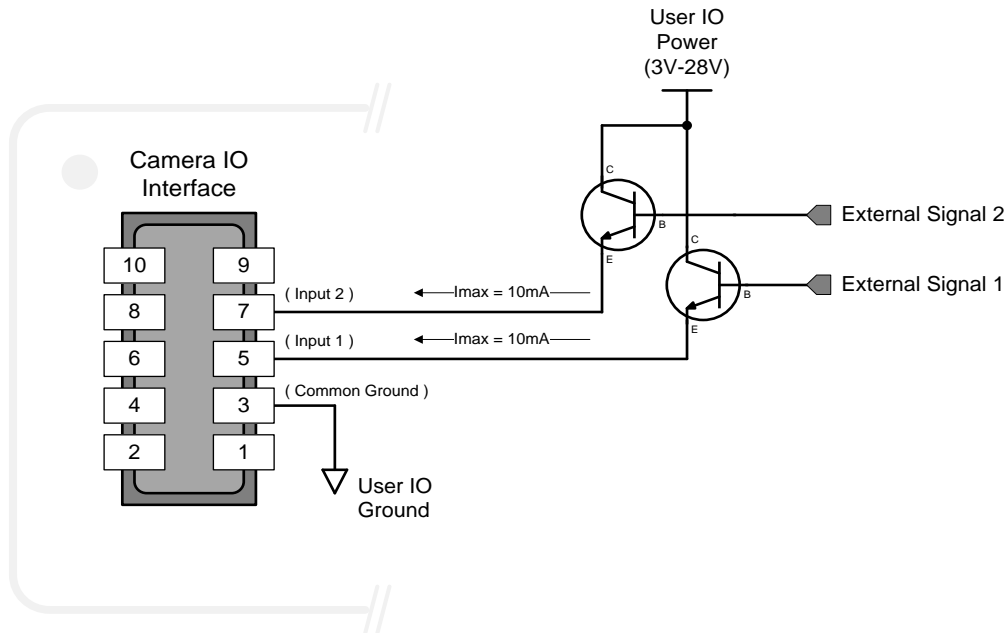 User IO
Power
(3V-28V)
Camera IO
Interface
C
B
E
External Signal 2
C
B
E
External Signal 1
10
9
8
7
( Input 2 )
Imax = 10mA
6
5
( Input 1 )
Imax = 10mA
4
3
( Common Ground )
2
1
User IO
Ground